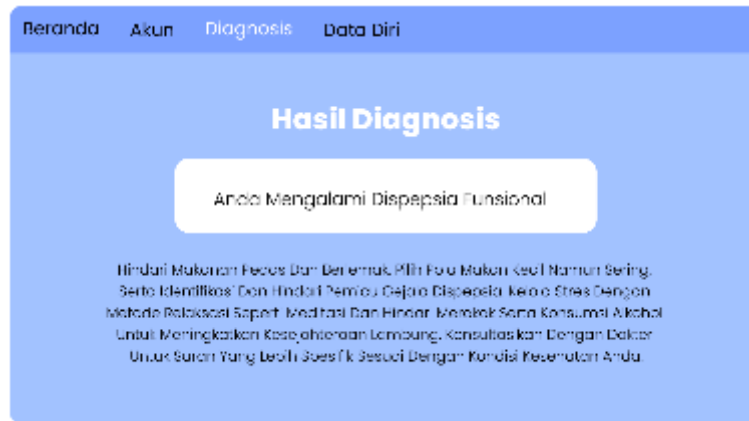 Beranda Akun Diagnosis Data Diri
Hasil Diagnosis
Anda Mengalami Dispepsia Funsional
Hindari Makanan Pedas Dan Berlemak. Pilih Pola Makan Kecil Namun Sering,
Serta Identifikasi Dan Hindari Pemicu Gejala Dispepsia. Kelola Stres Dengan
Metode Relaksasi Seperti Meditasi Dan Hindari Merokok Serta Konsumsi Alkohol
Untuk Meningkatkan Kesejahteraan Lambung. Konsultasikan Dengan Dokter
Untuk Saran Yang Lebih Spesifik Sesuai Dengan Kondisi Kesehatan Anda.